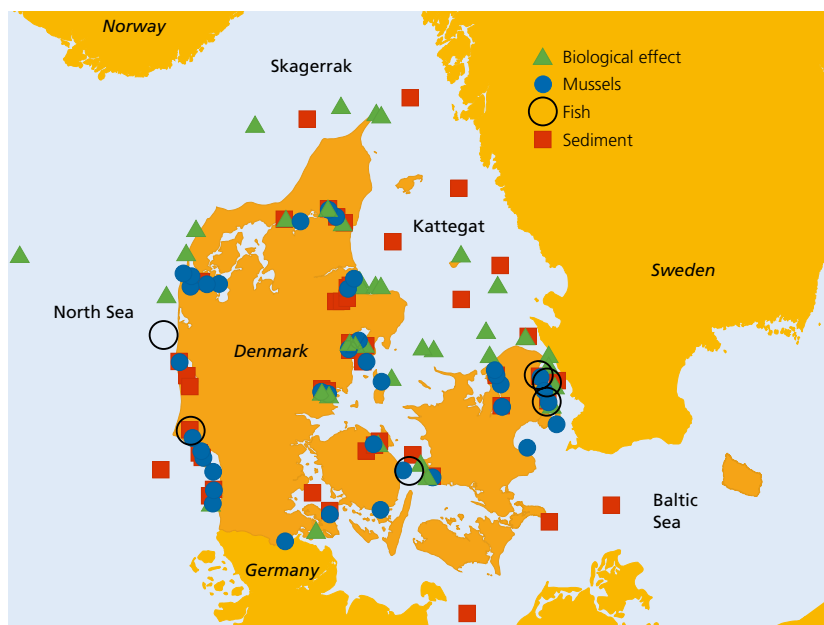 Norway
Skagerrak
Biological effect
Mussels
Fish
Sediment
Kattegat
Sweden
North Sea
Denmark
Baltic
Sea
Germany